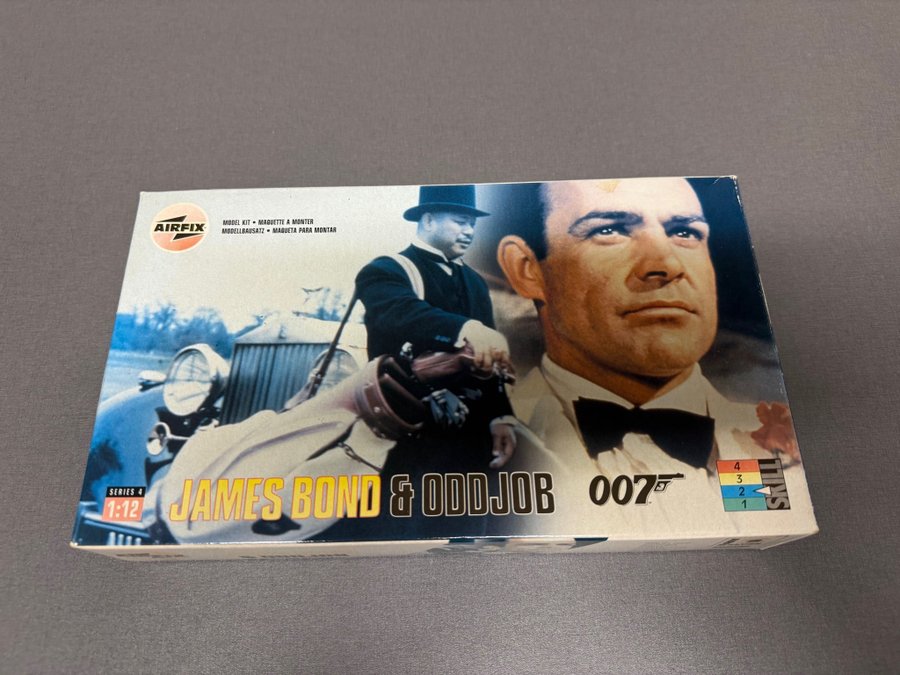 AIRFIX
MODEL KIT • MAQUETTE A MONTER
MODELLBAUSATZ • MAQUETA PARA MONTAR
SERIES 4
1:12
JAMES BOND & ODDJOB
007
4
3
2
1
SKILL